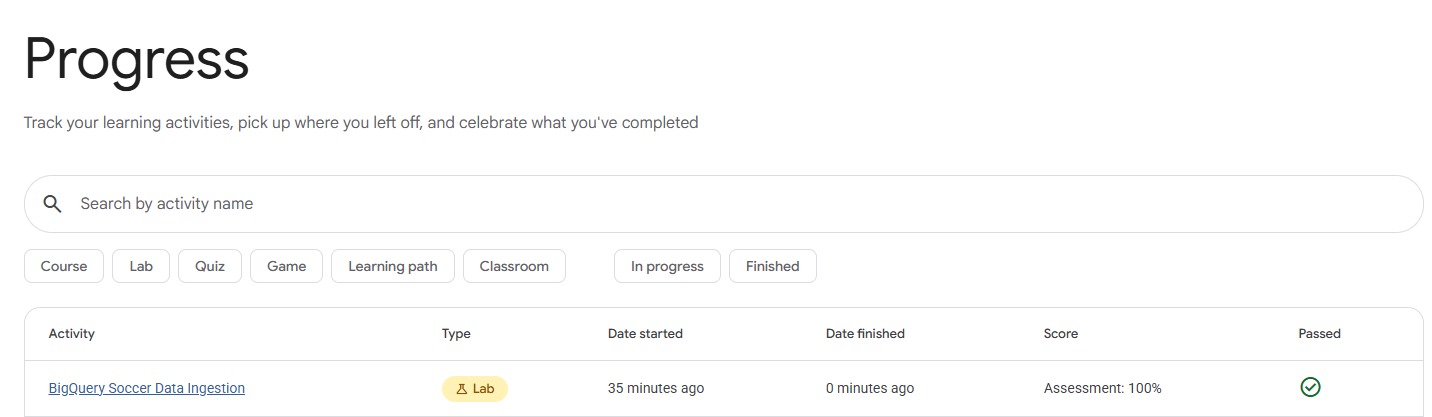 Progress
Track your learning activities, pick up where you left off, and celebrate what you've completed
Search by activity name
Course Lab Quiz Game Learning path Classroom In progress Finished
Activity Type Date started Date finished Score Passed
BigQuery Soccer Data Ingestion Lab 35 minutes ago 0 minutes ago Assessment: 100%